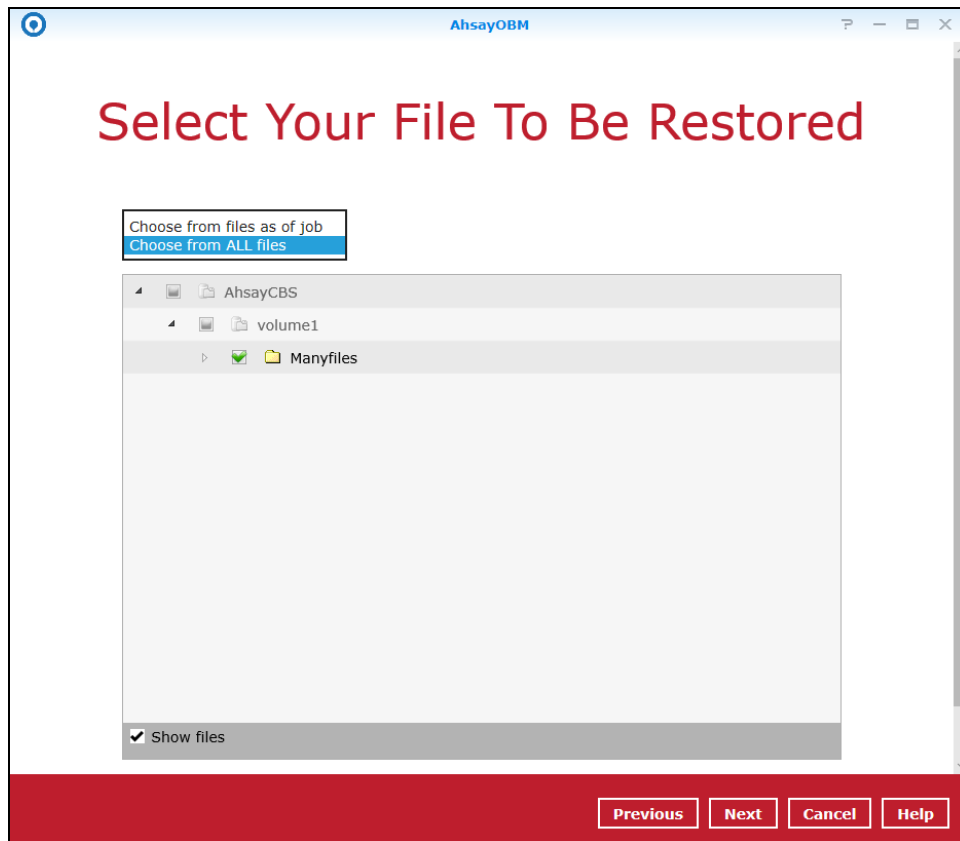 AhsayOBM
Select Your File To Be Restored
Choose from files as of job
Choose from ALL files
AhsayCBS
volume1
Manyfiles
Show files
Previous Next Cancel Help